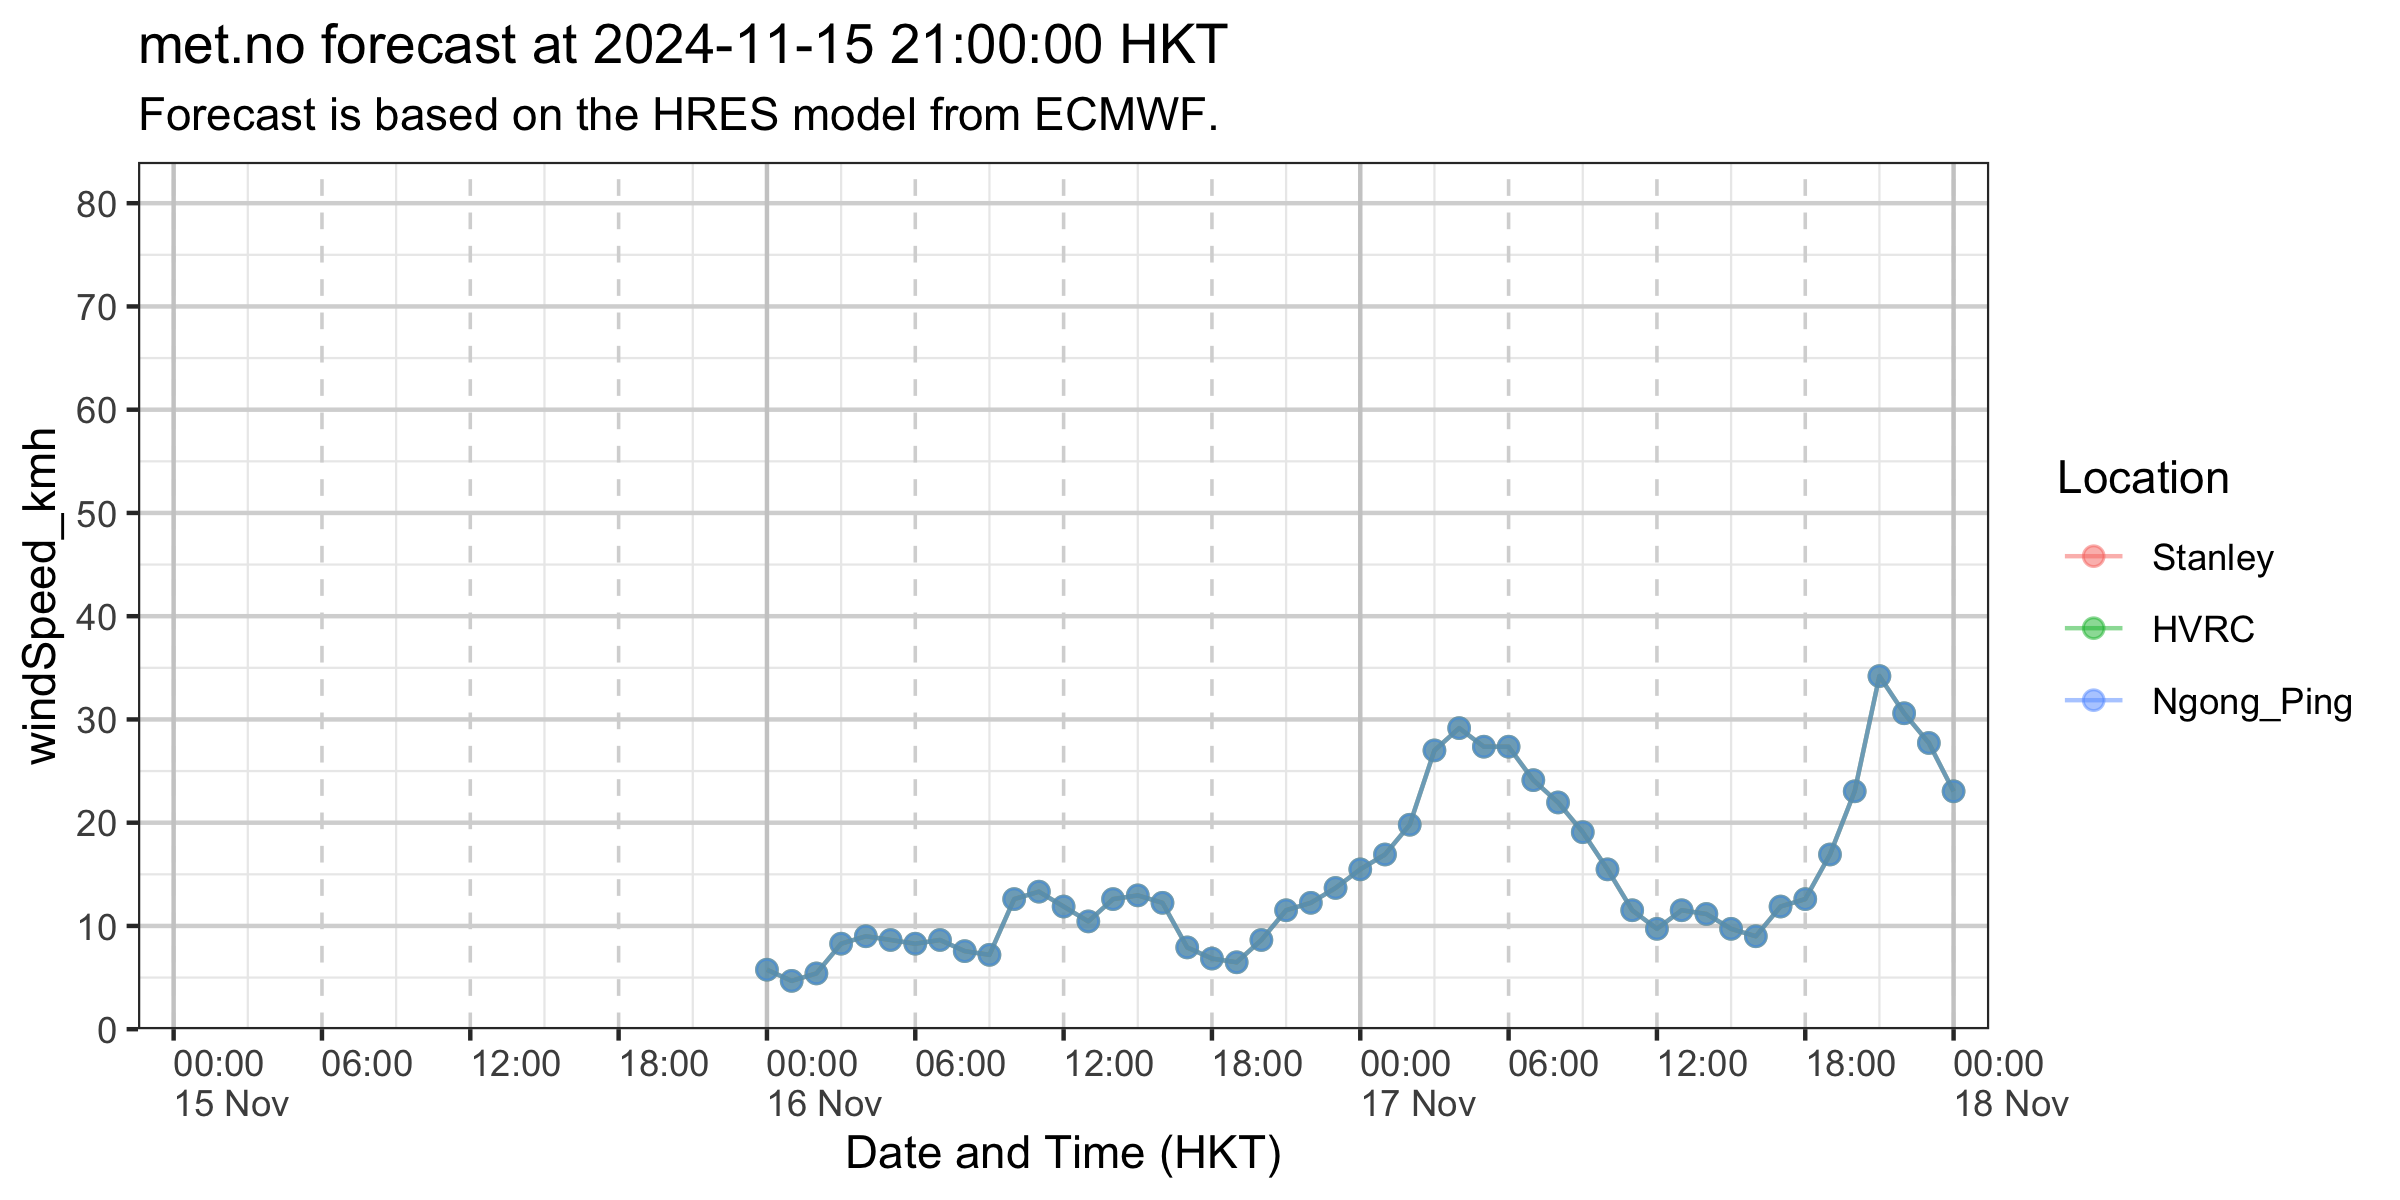 met.no forecast at 2024-11-15 21:00:00 HKT
Forecast is based on the HRES model from ECMWF.
windSpeed_kmh
80
70
60
50
40
30
20
10
0
00:00 06:00 12:00 18:00 00:00 06:00 12:00 18:00 00:00 06:00 12:00 18:00 00:00
15 Nov 16 Nov 17 Nov 18 Nov
Date and Time (HKT)
Location
Stanley
HVRC
Ngong_Ping